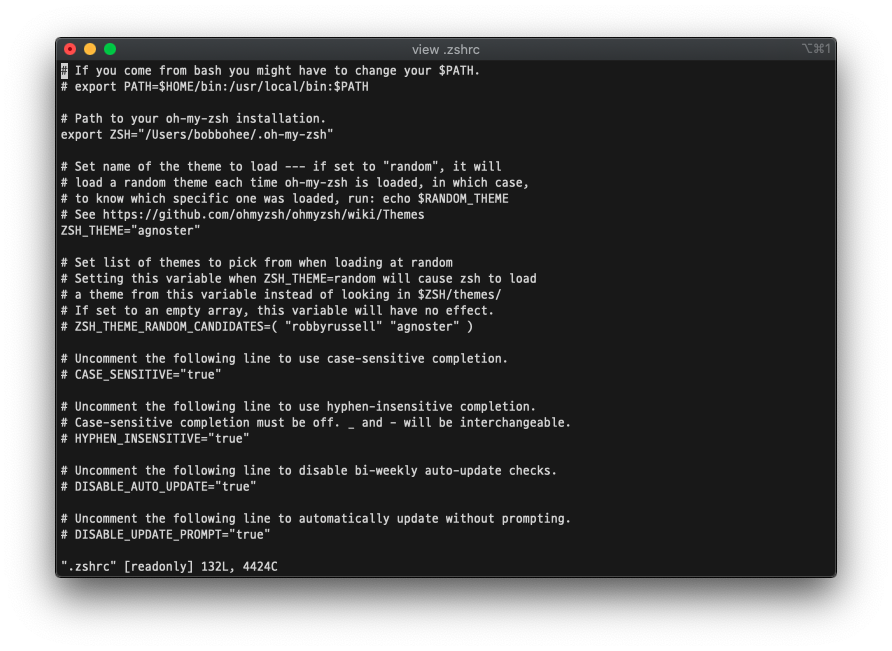 view .zshrc
⌥⌘1
# If you come from bash you might have to change your $PATH.
# export PATH=$HOME/bin:/usr/local/bin:$PATH
# Path to your oh-my-zsh installation.
export ZSH="/Users/bobbohee/.oh-my-zsh"
# Set name of the theme to load --- if set to "random", it will
# load a random theme each time oh-my-zsh is loaded, in which case,
# to know which specific one was loaded, run: echo $RANDOM_THEME
# See https://github.com/ohmyzsh/ohmyzsh/wiki/Themes
ZSH_THEME="agnoster"
# Set list of themes to pick from when loading at random
# Setting this variable when ZSH_THEME=random will cause zsh to load
# a theme from this variable instead of looking in $ZSH/themes/
# If set to an empty array, this variable will have no effect.
# ZSH_THEME_RANDOM_CANDIDATES=( "robbyrussell" "agnoster" )
# Uncomment the following line to use case-sensitive completion.
# CASE_SENSITIVE="true"
# Uncomment the following line to use hyphen-insensitive completion.
# Case-sensitive completion must be off. _ and - will be interchangeable.
# HYPHEN_INSENSITIVE="true"
# Uncomment the following line to disable bi-weekly auto-update checks.
# DISABLE_AUTO_UPDATE="true"
# Uncomment the following line to automatically update without prompting.
# DISABLE_UPDATE_PROMPT="true"
".zshrc" [readonly] 132L, 4424C